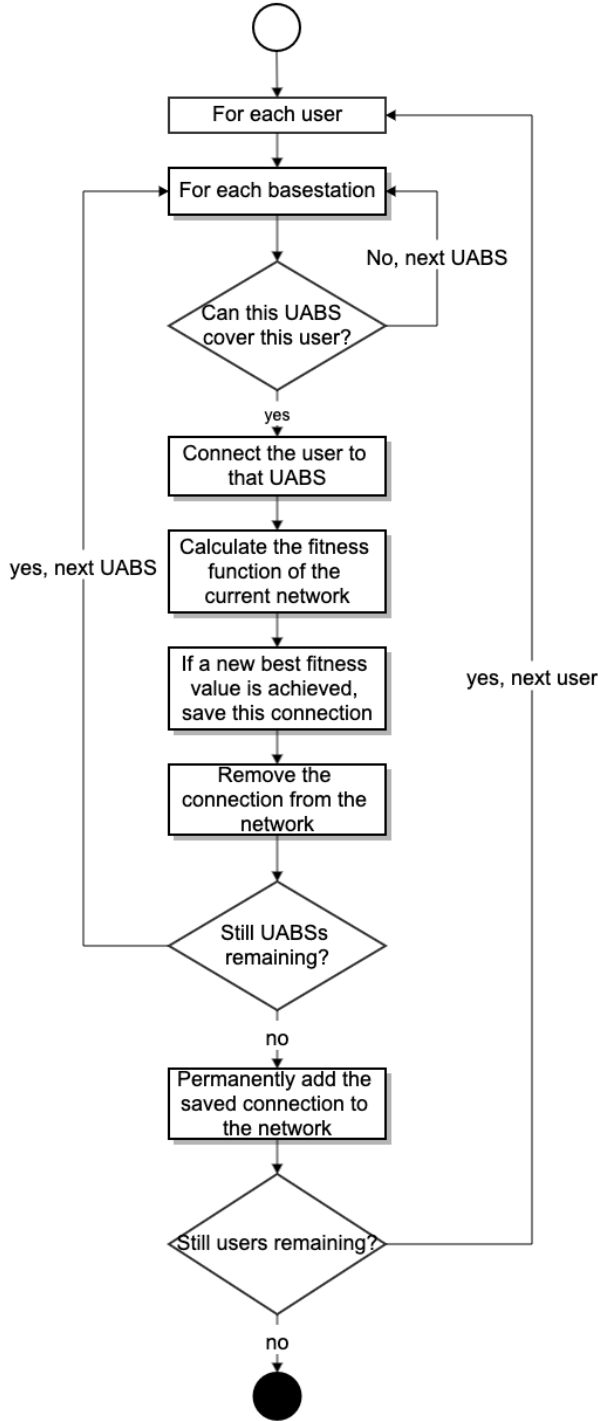 For each user
For each basestation
No, next UABS
Can this UABS
cover this user?
yes
Connect the user to
that UABS
Calculate the fitness
function of the
current network
yes, next UABS
If a new best fitness
value is achieved,
save this connection
yes, next user
Remove the
connection from the
network
Still UABSs
remaining?
no
Permanently add the
saved connection to
the network
Still users remaining?
no